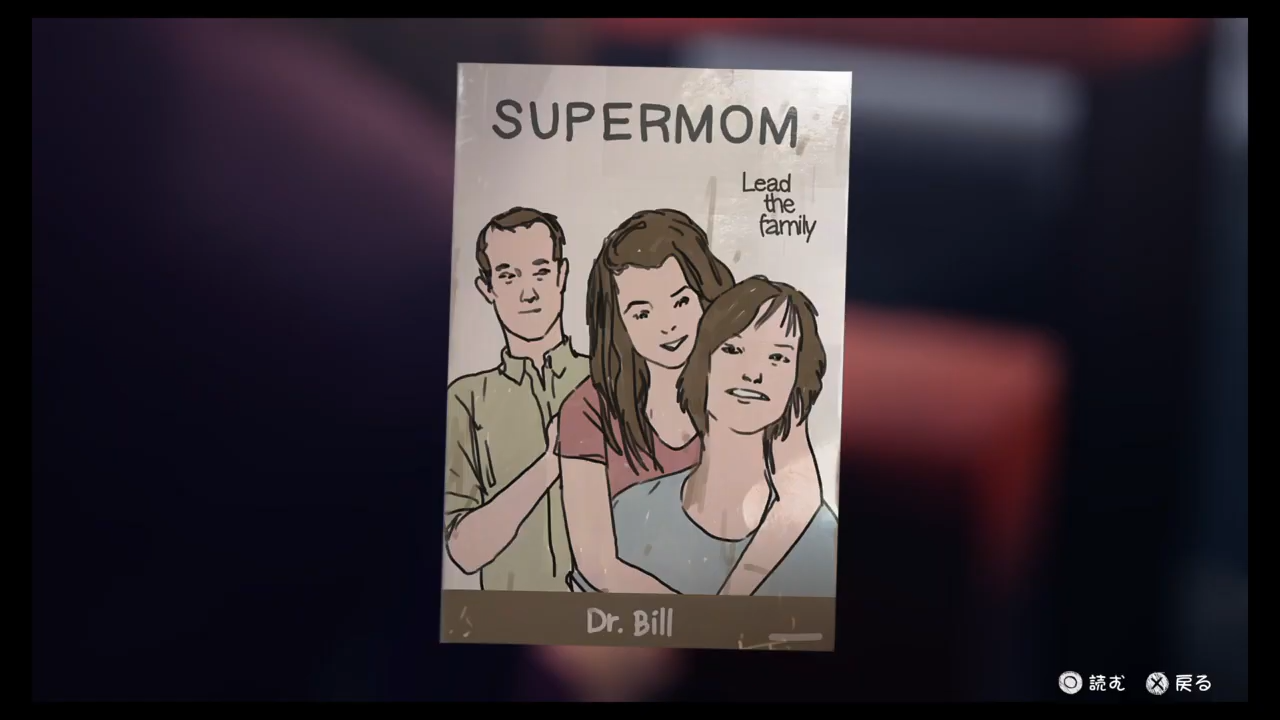 SUPERMOM
Lead
the
family
Dr. Bill
読む
戻る